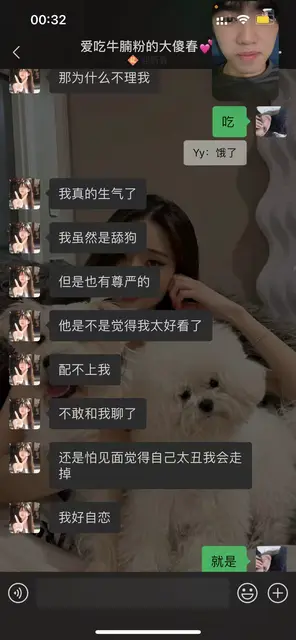 00:32
爱吃牛腩粉的大傻春💕
那为什么不理我
吃
Yy：饿了
我真的生气了
我虽然是舔狗
但是也有尊严的
他是不是觉得我太好看了
配不上我
不敢和我聊了
还是怕见面觉得自己太丑我会走
掉
我好自恋
就是